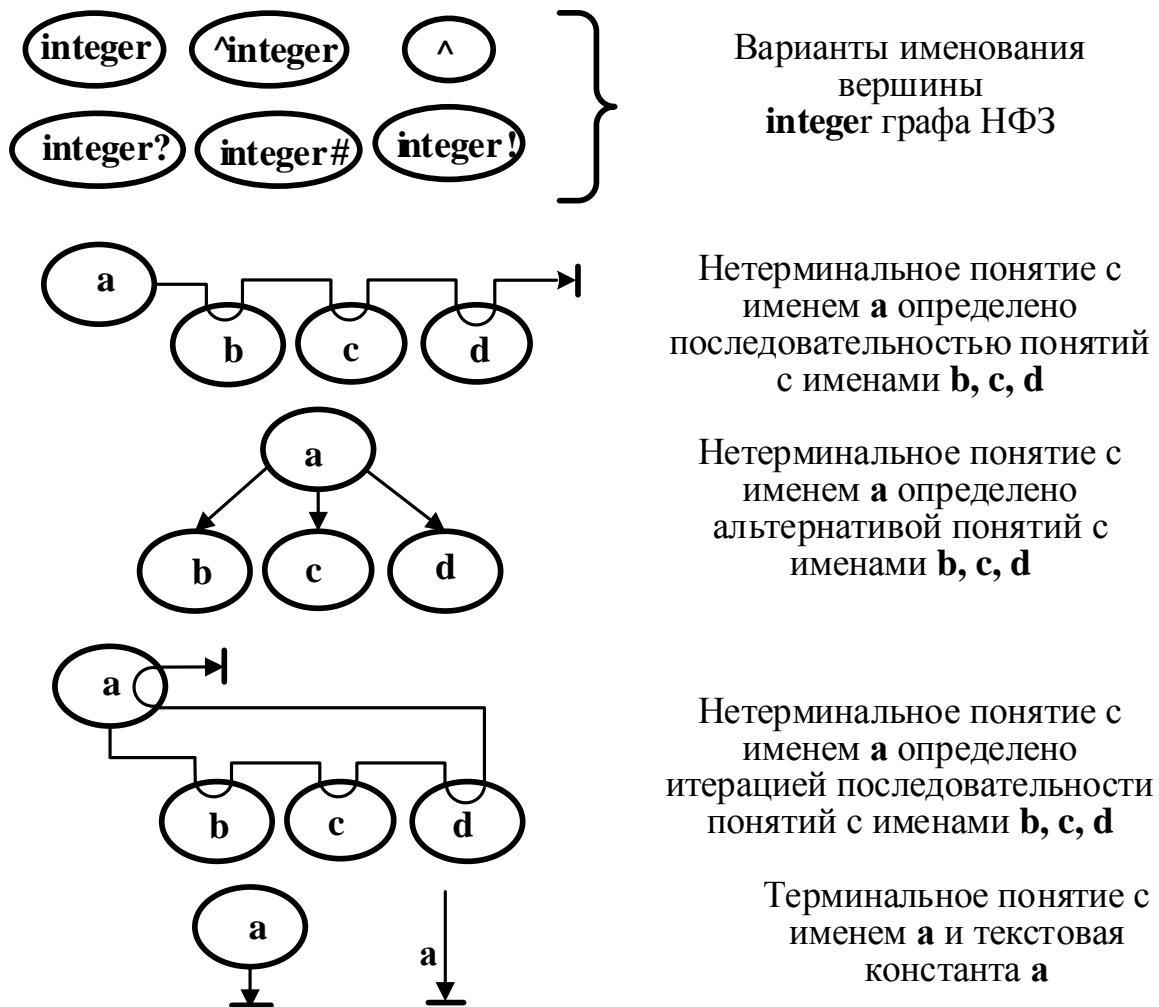 integer ^integer ^
integer? integer# integer!
Варианты именования
вершины
integer графа НФЗ
a
b c d
Нетерминальное понятие с
именем a определено
последовательностью понятий
с именами b, c, d
a
b c d
Нетерминальное понятие с
именем a определено
альтернативой понятий с
именами b, c, d
a
b c d
Нетерминальное понятие с
именем a определено
итерацией последовательности
понятий с именами b, c, d
a
a
Терминальное понятие с
именем a и текстовая
константа a